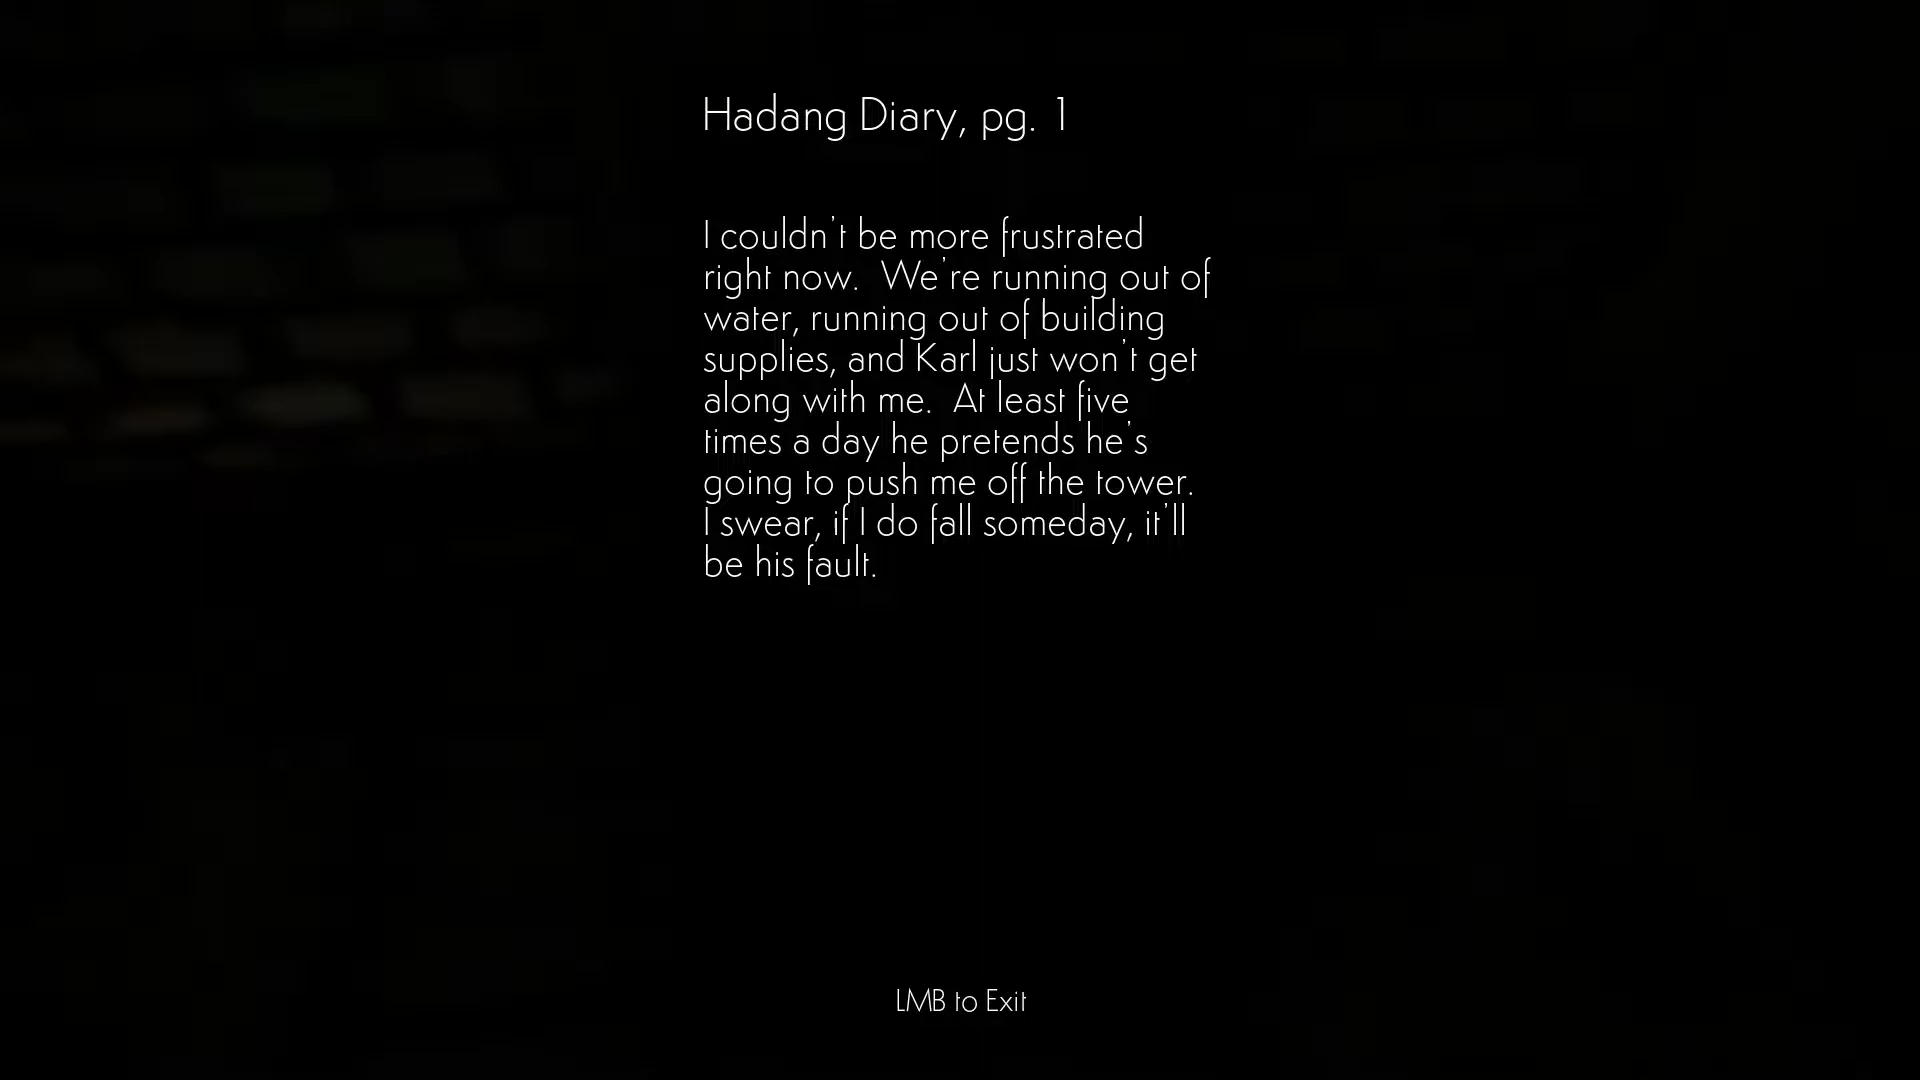 Hadang Diary, pg. 1
I couldn't be more frustrated
right now.  We're running out of
water, running out of building
supplies, and Karl just won't get
along with me.  At least five
times a day he pretends he's
going to push me off the tower.
I swear, if I do fall someday, it'll
be his fault.
LMB to Exit